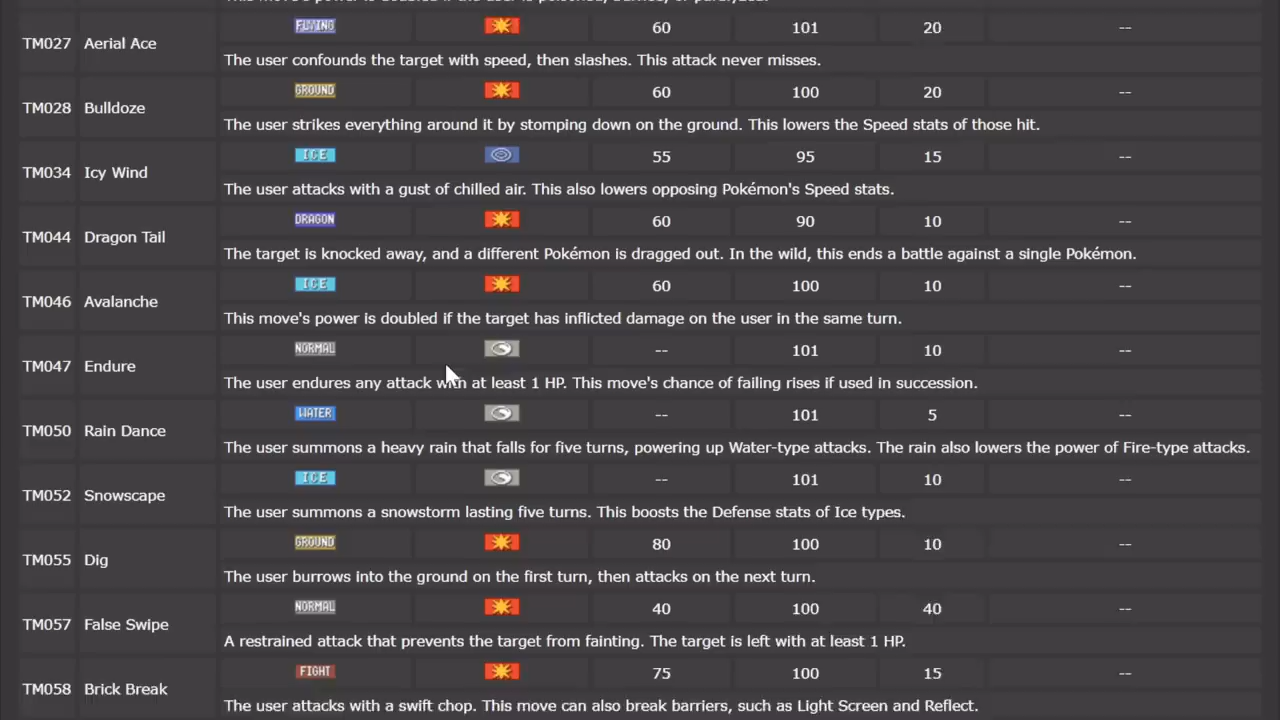 TM027 Aerial Ace FLYING 60 101 20 --
The user confounds the target with speed, then slashes. This attack never misses.
TM028 Bulldoze GROUND 60 100 20 --
The user strikes everything around it by stomping down on the ground. This lowers the Speed stats of those hit.
TM034 Icy Wind ICE 55 95 15 --
The user attacks with a gust of chilled air. This also lowers opposing Pokémon's Speed stats.
TM044 Dragon Tail DRAGON 60 90 10 --
The target is knocked away, and a different Pokémon is dragged out. In the wild, this ends a battle against a single Pokémon.
TM046 Avalanche ICE 60 100 10 --
This move's power is doubled if the target has inflicted damage on the user in the same turn.
TM047 Endure NORMAL -- 101 10 --
The user endures any attack with at least 1 HP. This move's chance of failing rises if used in succession.
TM050 Rain Dance WATER -- 101 5 --
The user summons a heavy rain that falls for five turns, powering up Water-type attacks. The rain also lowers the power of Fire-type attacks.
TM052 Snowscape ICE -- 101 10 --
The user summons a snowstorm lasting five turns. This boosts the Defense stats of Ice types.
TM055 Dig GROUND 80 100 10 --
The user burrows into the ground on the first turn, then attacks on the next turn.
TM057 False Swipe NORMAL 40 100 40 --
A restrained attack that prevents the target from fainting. The target is left with at least 1 HP.
TM058 Brick Break FIGHT 75 100 15 --
The user attacks with a swift chop. This move can also break barriers, such as Light Screen and Reflect.